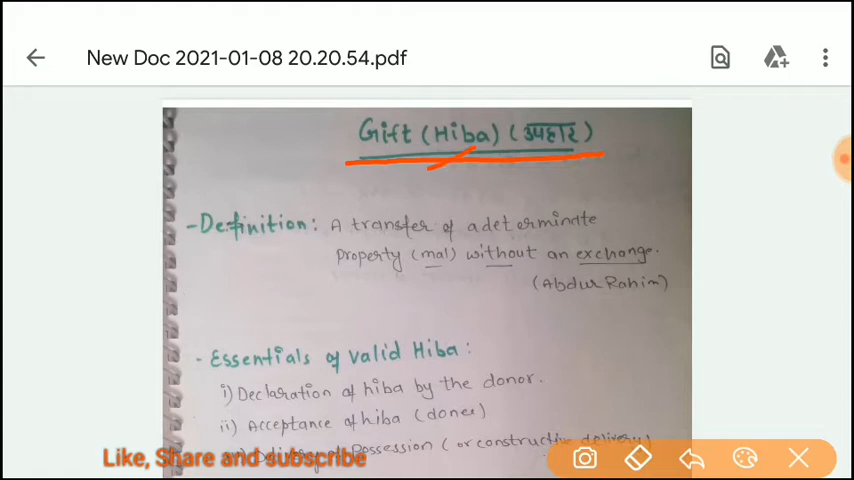 New Doc 2021-01-08 20.20.54.pdf
Gift (Hiba) (उपहार)
-Definition: A transfer of a determinate
property (mal) without an exchange.
(Abdur Rahim)
- Essentials of valid Hiba:
i) Declaration of hiba by the donor.
ii) Acceptance of hiba (donee)
Possession (or constructive delivery)
Like, Share and subscribe